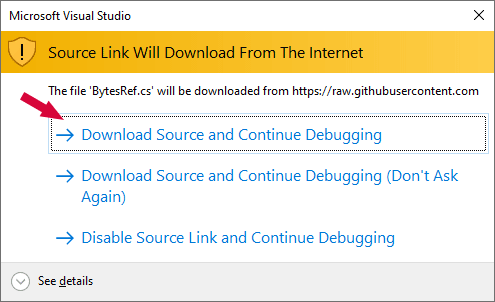 Microsoft Visual Studio
Source Link Will Download From The Internet
The file 'BytesRef.cs' will be downloaded from https://raw.githubusercontent.com
Download Source and Continue Debugging
Download Source and Continue Debugging (Don't Ask
Again)
Disable Source Link and Continue Debugging
See details